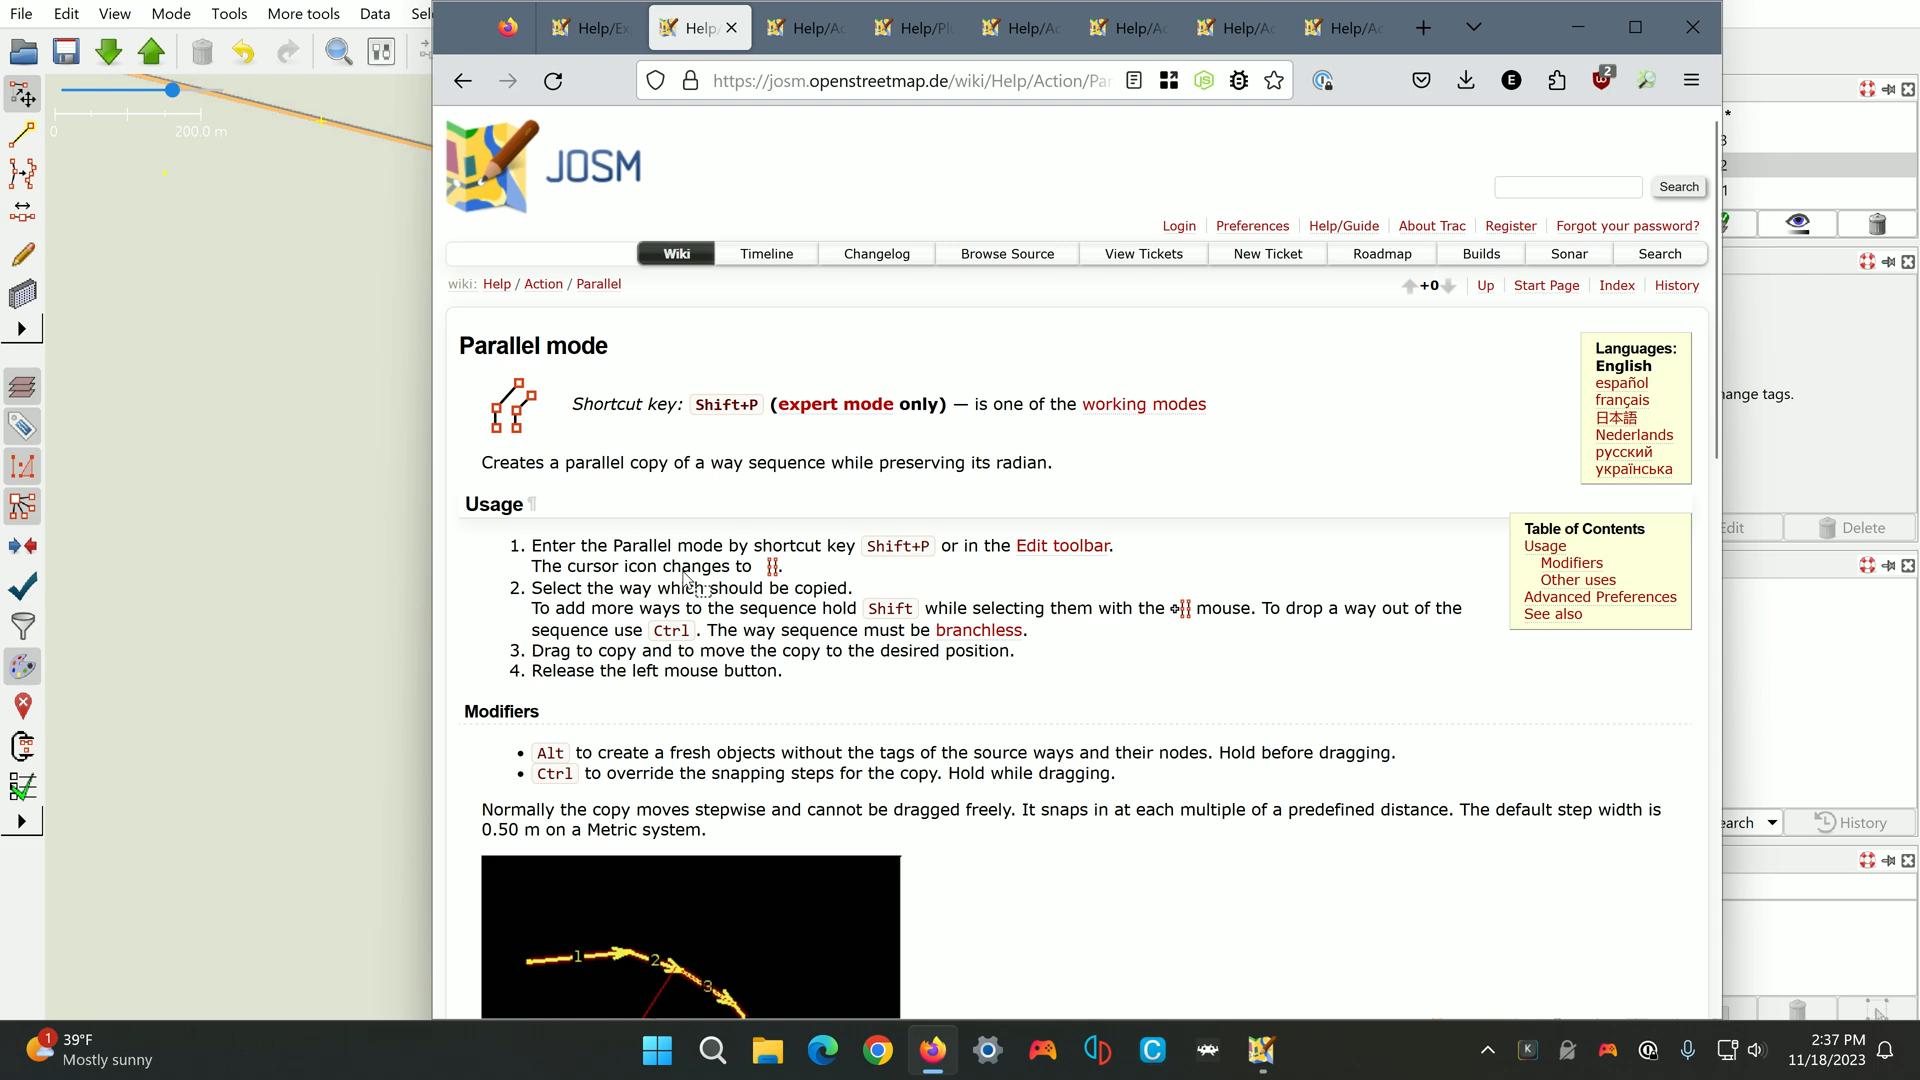 File Edit View Mode Tools More tools Data Sel
Help/Ex Help/ Help/Ac Help/Pl Help/Ac Help/Ac Help/Ac Help/Ac
https://josm.openstreetmap.de/wiki/Help/Action/Par
2
0 200.0 m
JOSM
Search
Login Preferences Help/Guide About Trac Register Forgot your password?
Wiki Timeline Changelog Browse Source View Tickets New Ticket Roadmap Builds Sonar Search
wiki: Help / Action / Parallel
+0 Up Start Page Index History
Parallel mode
Shortcut key: Shift+P (expert mode only) — is one of the working modes
Creates a parallel copy of a way sequence while preserving its radian.
Languages:
English
español
français
日本語
Nederlands
русский
українська
Usage ¶
1. Enter the Parallel mode by shortcut key Shift+P or in the Edit toolbar.
The cursor icon changes to .
2. Select the way which should be copied.
To add more ways to the sequence hold Shift while selecting them with the mouse. To drop a way out of the
sequence use Ctrl. The way sequence must be branchless.
3. Drag to copy and to move the copy to the desired position.
4. Release the left mouse button.
Table of Contents
Usage
Modifiers
Other uses
Advanced Preferences
See also
Modifiers
• Alt to create a fresh objects without the tags of the source ways and their nodes. Hold before dragging.
• Ctrl to override the snapping steps for the copy. Hold while dragging.
Normally the copy moves stepwise and cannot be dragged freely. It snaps in at each multiple of a predefined distance. The default step width is
0.50 m on a Metric system.
1 2 3
*
3
2
1
ange tags.
Edit Delete
earch History
1
39°F
Mostly sunny
K
2:37 PM
11/18/2023